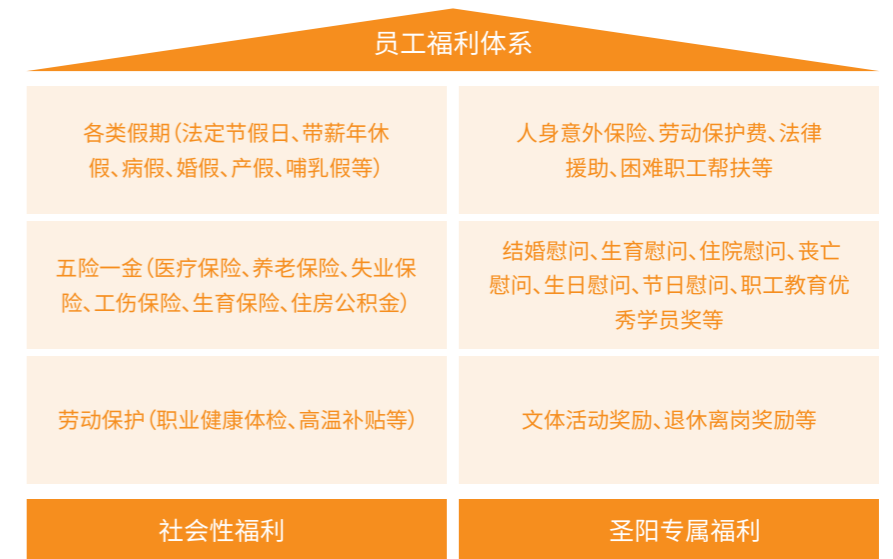 员工福利体系
各类假期(法定节假日、带薪年休
假、病假、婚假、产假、哺乳假等)
人身意外保险、劳动保护费、法律
援助、困难职工帮扶等
五险一金(医疗保险、养老保险、失业保
险、工伤保险、生育保险、住房公积金)
结婚慰问、生育慰问、住院慰问、丧亡
慰问、生日慰问、节日慰问、职工教育优
秀学员奖等
劳动保护(职业健康体检、高温补贴等)
文体活动奖励、退休离岗奖励等
社会性福利
圣阳专属福利